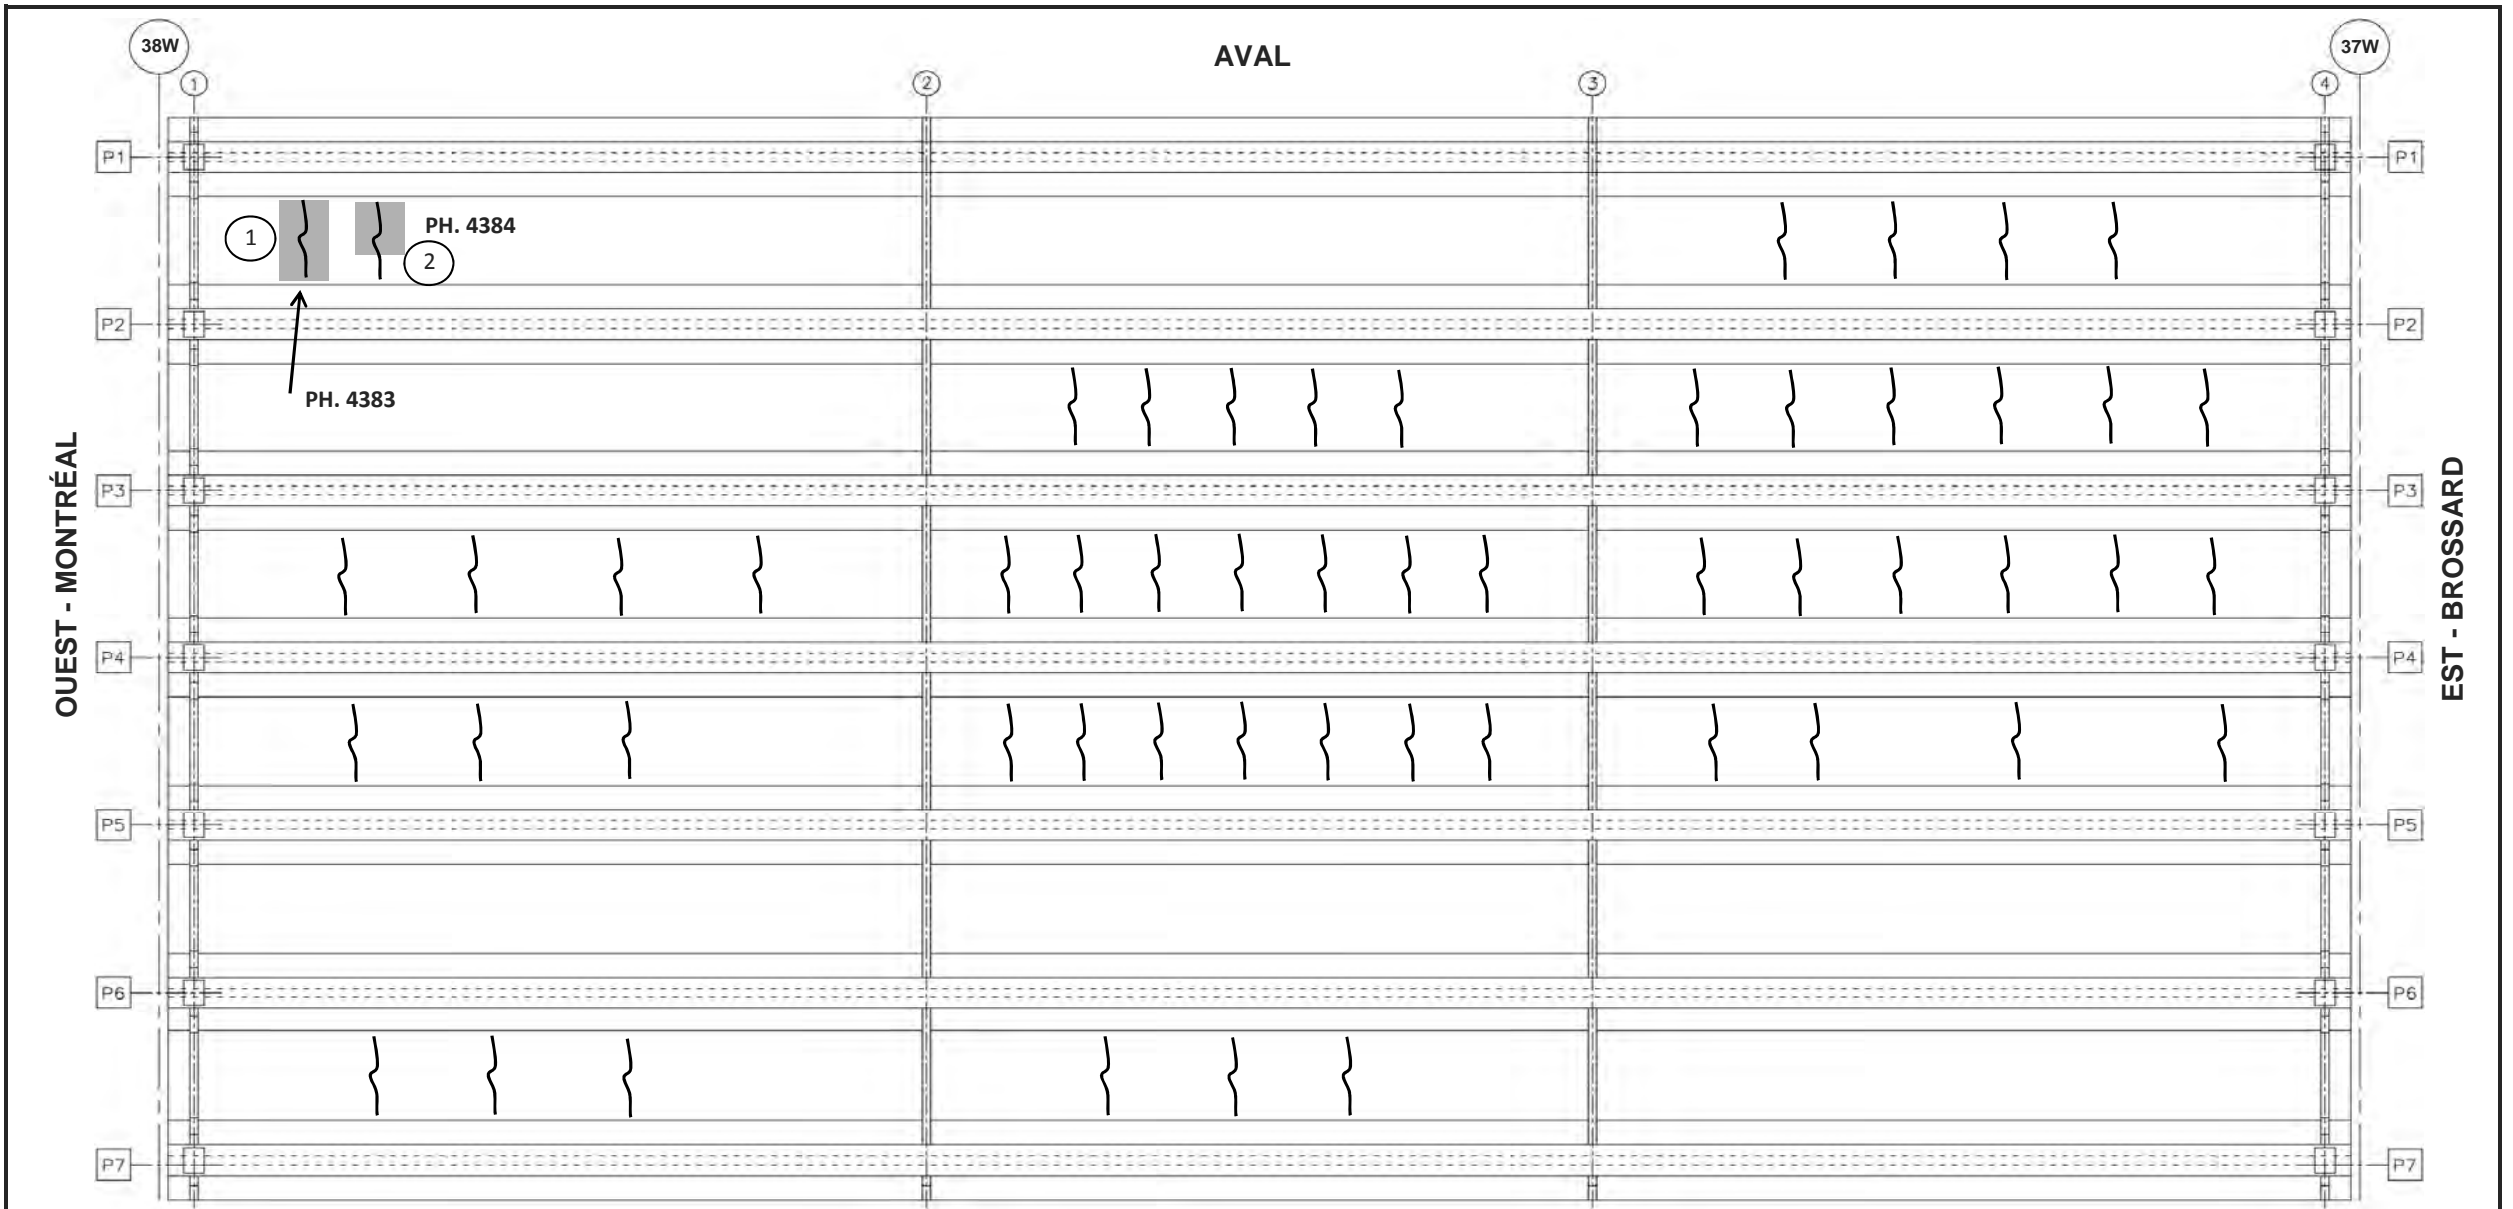 38W
AVAL
37W
1
2
3
4
P1
P1
1
PH. 4384
2
P2
P2
PH. 4383
OUEST - MONTRÉAL
EST - BROSSARD
P3
P3
P4
P4
P5
P5
P6
P6
P7
P7